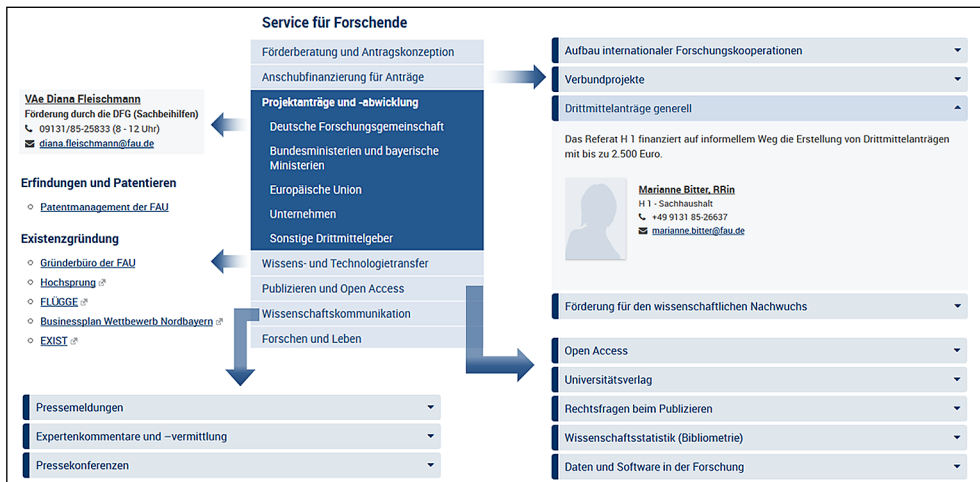 Service für Forschende
Förderberatung und Antragskonzeption
Anschubfinanzierung für Anträge
Projektanträge und -abwicklung
Deutsche Forschungsgemeinschaft
Bundesministerien und bayerische
Ministerien
Europäische Union
Unternehmen
Sonstige Drittmittelgeber
Wissens- und Technologietransfer
Publizieren und Open Access
Wissenschaftskommunikation
Forschen und Leben
VAe Diana Fleischmann
Förderung durch die DFG (Sachbeihilfen)
09131/85-25833 (8 - 12 Uhr)
diana.fleischmann@fau.de
Erfindungen und Patentieren
Patentmanagement der FAU
Existenzgründung
Gründerbüro der FAU
Hochsprung
FLÜGGE
Businessplan Wettbewerb Nordbayern
EXIST
Pressemeldungen
Expertenkommentare und –vermittlung
Pressekonferenzen
Aufbau internationaler Forschungskooperationen
Verbundprojekte
Drittmittelanträge generell
Das Referat H 1 finanziert auf informellem Weg die Erstellung von Drittmittelanträgen
mit bis zu 2.500 Euro.
Marianne Bitter, RRin
H 1 - Sachhaushalt
+49 9131 85-26637
marianne.bitter@fau.de
Förderung für den wissenschaftlichen Nachwuchs
Open Access
Universitätsverlag
Rechtsfragen beim Publizieren
Wissenschaftsstatistik (Bibliometrie)
Daten und Software in der Forschung